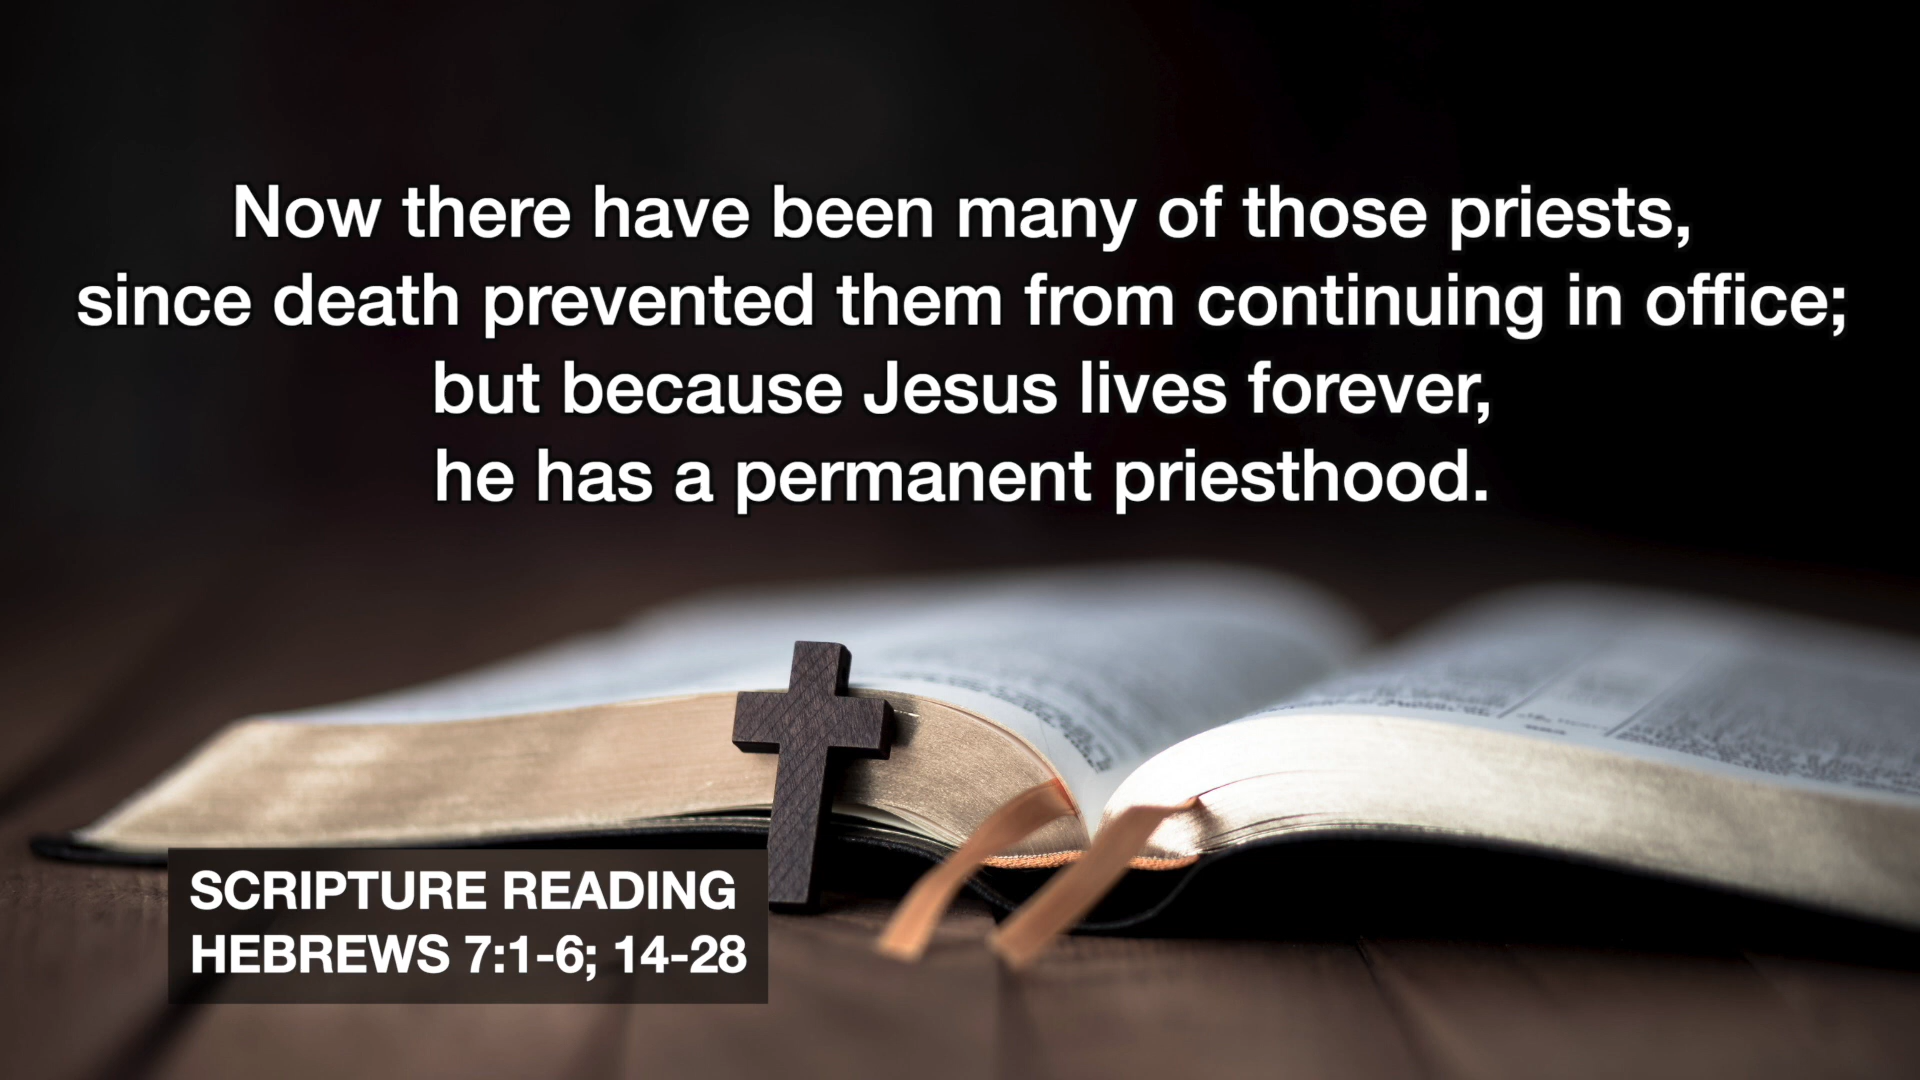 Now there have been many of those priests,
since death prevented them from continuing in office;
but because Jesus lives forever,
he has a permanent priesthood.
SCRIPTURE READING
HEBREWS 7:1-6; 14-28